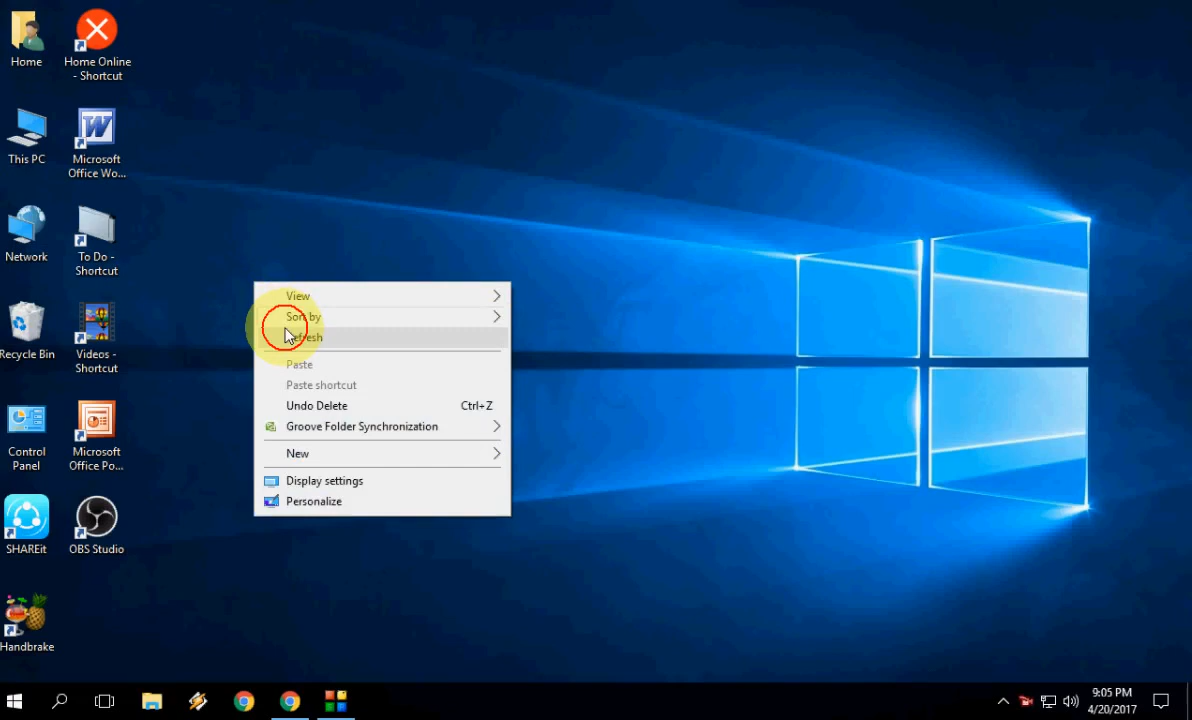 Home
Home Online
- Shortcut
This PC
Microsoft
Office Wo...
Network
To Do -
Shortcut
Recycle Bin
Videos -
Shortcut
Control
Panel
Microsoft
Office Po...
SHAREit
OBS Studio
Handbrake
View
Sort by
Refresh
Paste
Paste shortcut
Undo Delete Ctrl+Z
Groove Folder Synchronization
New
Display settings
Personalize
9:05 PM
4/20/2017